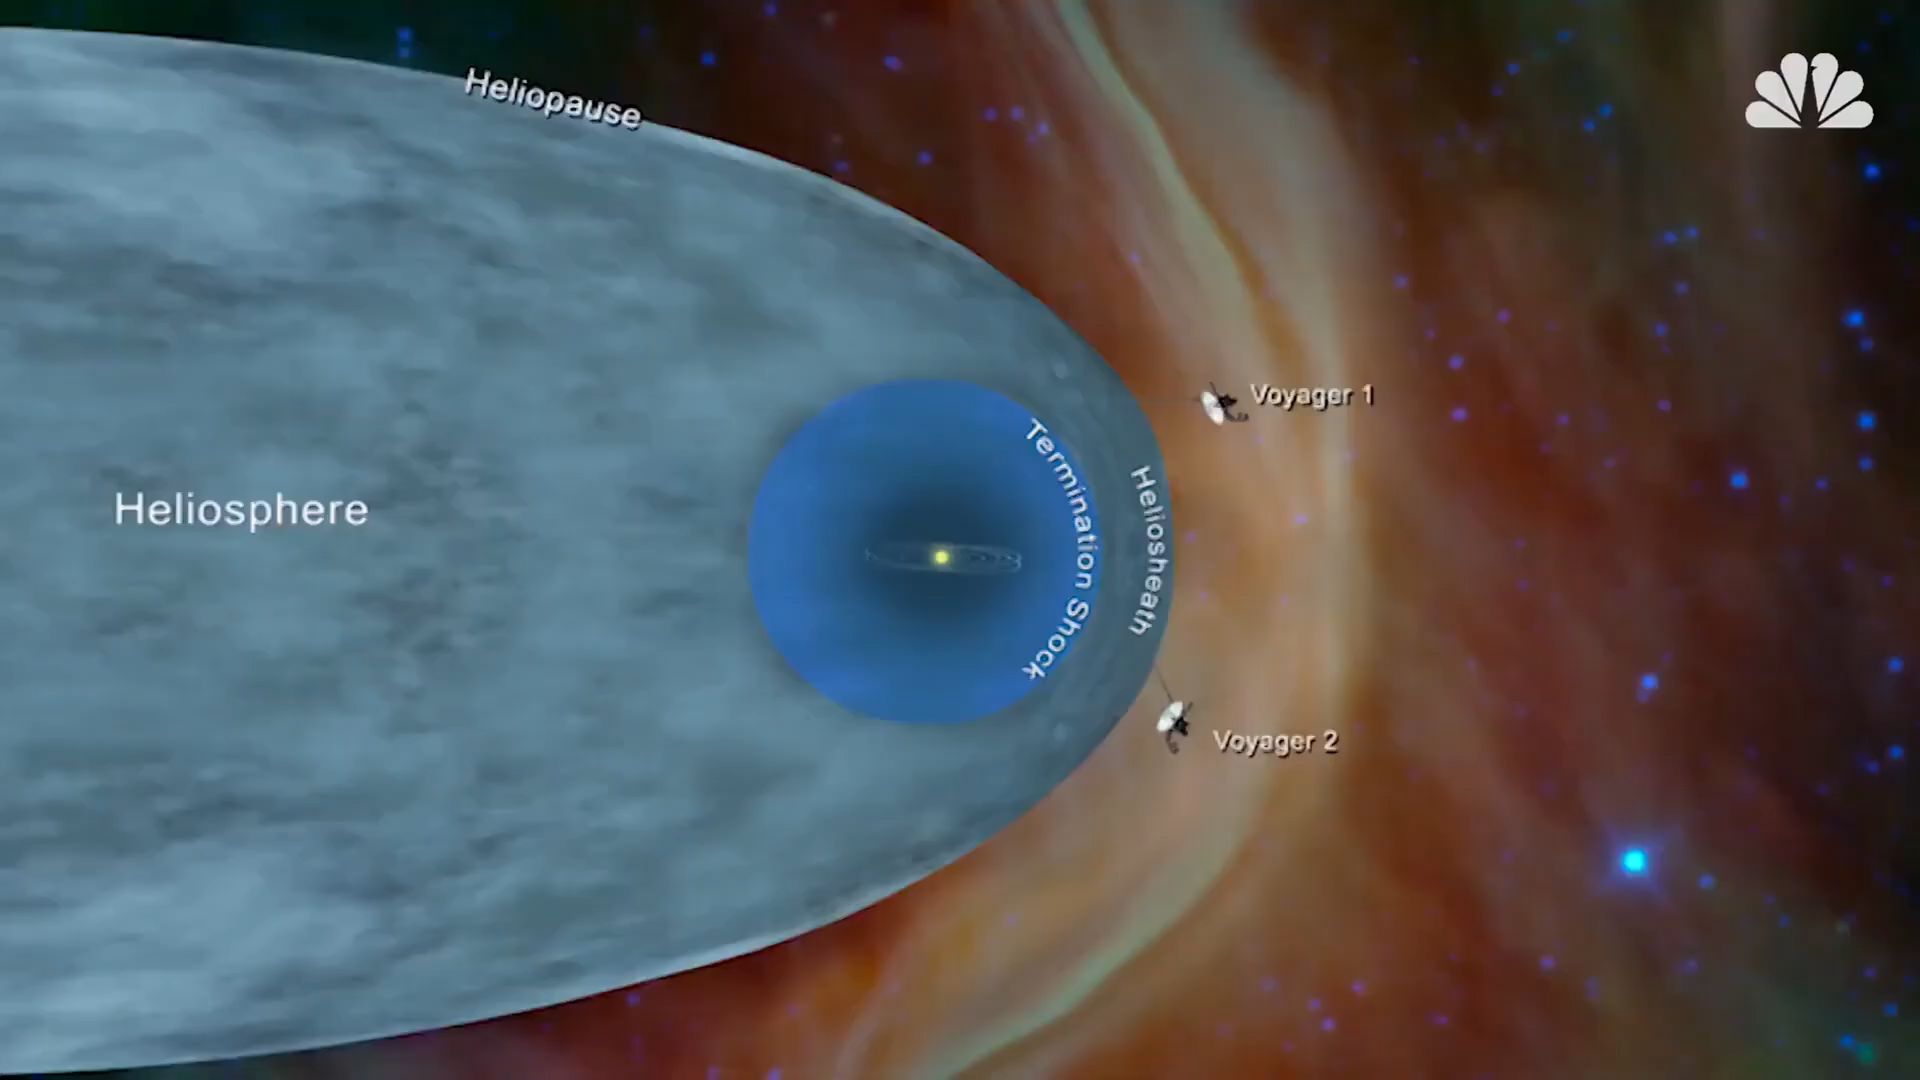 Heliopause
Voyager 1
Termination Shock
Heliosheath
Heliosphere
Voyager 2